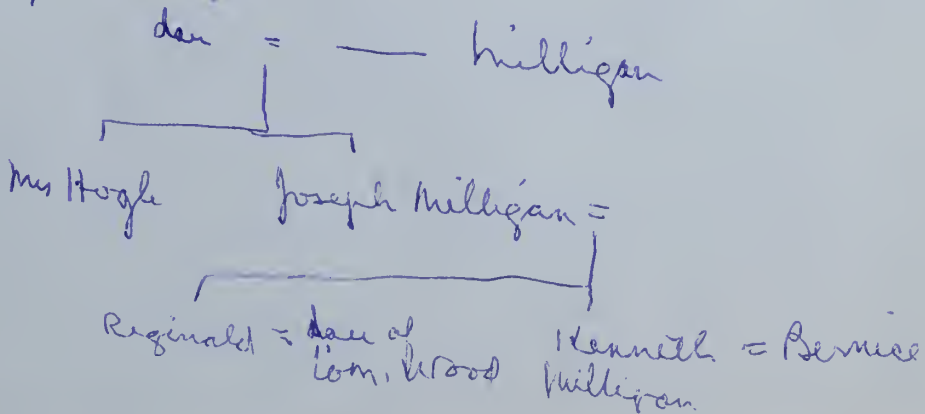 dau = — Milligan
Mrs Hogle Joseph Milligan =
Reginald = dau of Kenneth = Bernice
Tom. Wood Milligan